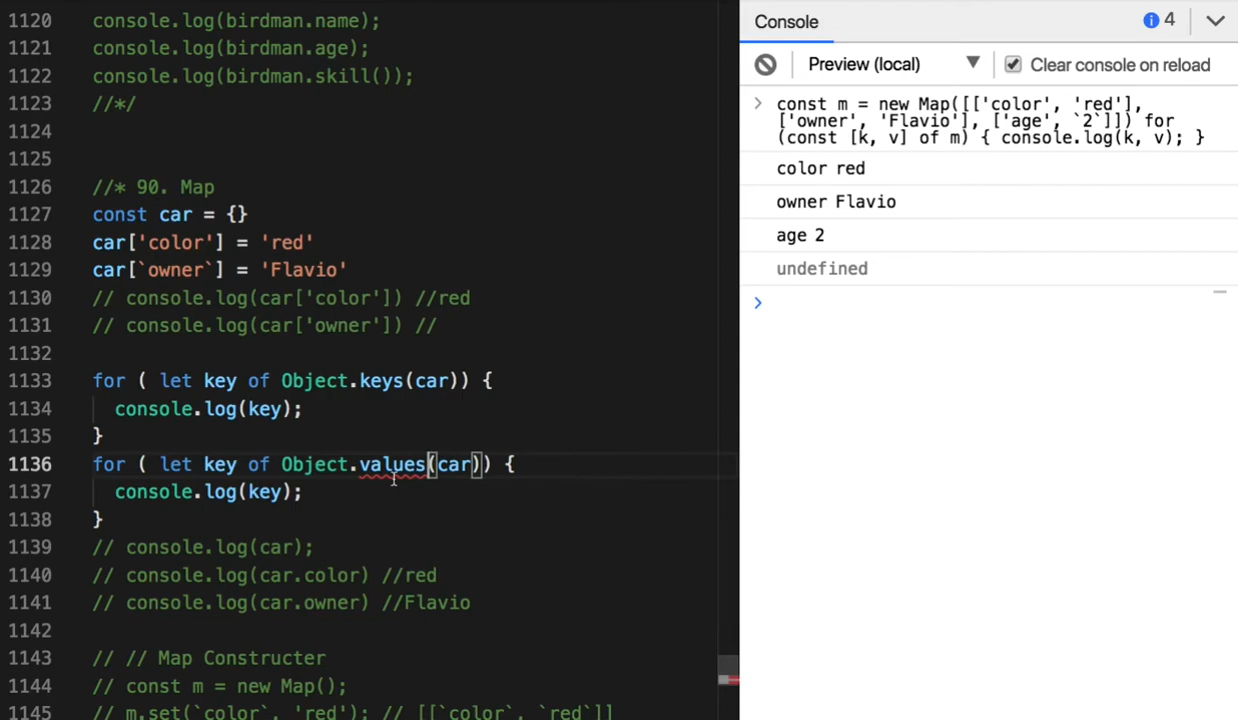 1120 console.log(birdman.name);
1121 console.log(birdman.age);
1122 console.log(birdman.skill());
1123 //*/
1124
1125
1126 //* 90. Map
1127 const car = {}
1128 car['color'] = 'red'
1129 car[`owner`] = 'Flavio'
1130 // console.log(car['color']) //red
1131 // console.log(car['owner']) //
1132
1133 for ( let key of Object.keys(car)) {
1134 console.log(key);
1135 }
1136 for ( let key of Object.values(car)) {
1137 console.log(key);
1138 }
1139 // console.log(car);
1140 // console.log(car.color) //red
1141 // console.log(car.owner) //Flavio
1142
1143 // // Map Constructer
1144 // const m = new Map();
1145 // m.set(`color`, 'red'); // [[`color`, `red`]]
Console
4
Preview (local)
Clear console on reload
const m = new Map([['color', 'red'],
['owner', 'Flavio'], ['age', `2`]]) for
(const [k, v] of m) { console.log(k, v); }
color red
owner Flavio
age 2
undefined